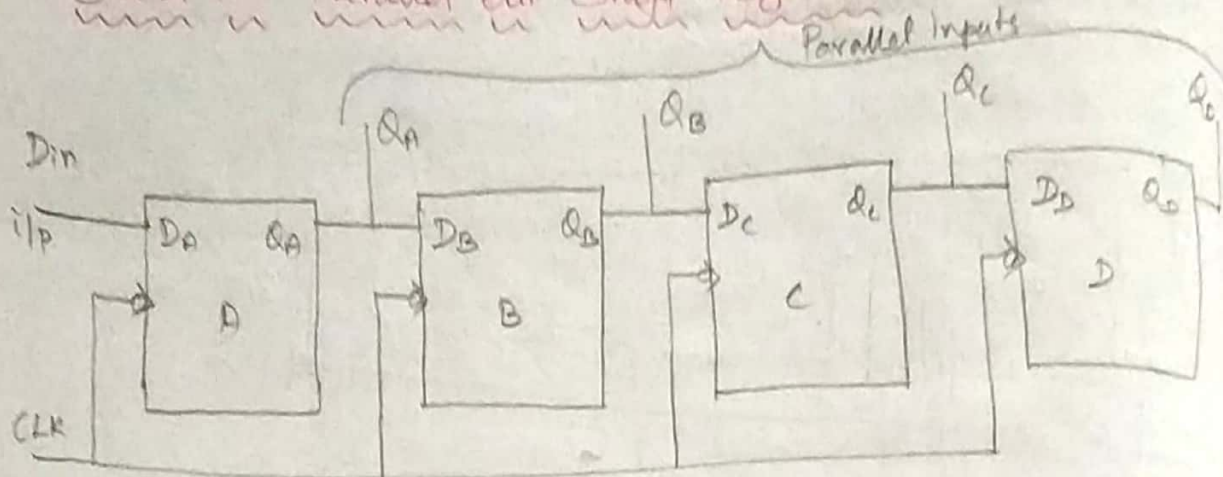 Parallel inputs
QA
QB
QC
QD
Din
i/p
DA QA
DB QB
DC QC
DD QD
A
B
C
D
CLK